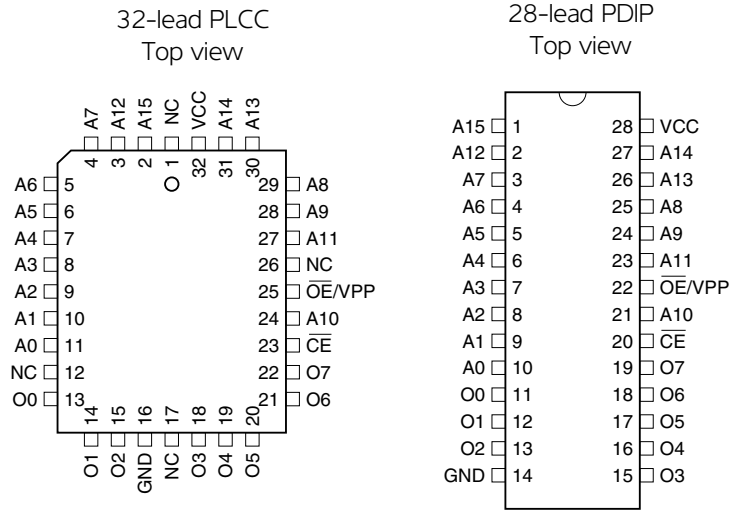 32-lead PLCC
Top view
A7 A12 A15 NC VCC A14 A13
4 3 2 1 32 31 30
A6 5 29 A8
A5 6 28 A9
A4 7 27 A11
A3 8 26 NC
A2 9 25 O̅E̅/VPP
A1 10 24 A10
A0 11 23 C̅E̅
NC 12 22 O7
O0 13 21 O6
14 15 16 17 18 19 20
O1 O2 GND NC O3 O4 O5
28-lead PDIP
Top view
A15 1 28 VCC
A12 2 27 A14
A7 3 26 A13
A6 4 25 A8
A5 5 24 A9
A4 6 23 A11
A3 7 22 O̅E̅/VPP
A2 8 21 A10
A1 9 20 C̅E̅
A0 10 19 O7
O0 11 18 O6
O1 12 17 O5
O2 13 16 O4
GND 14 15 O3